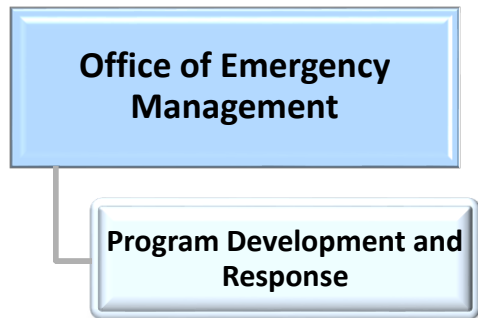 Office of Emergency
Management
Program Development and
Response